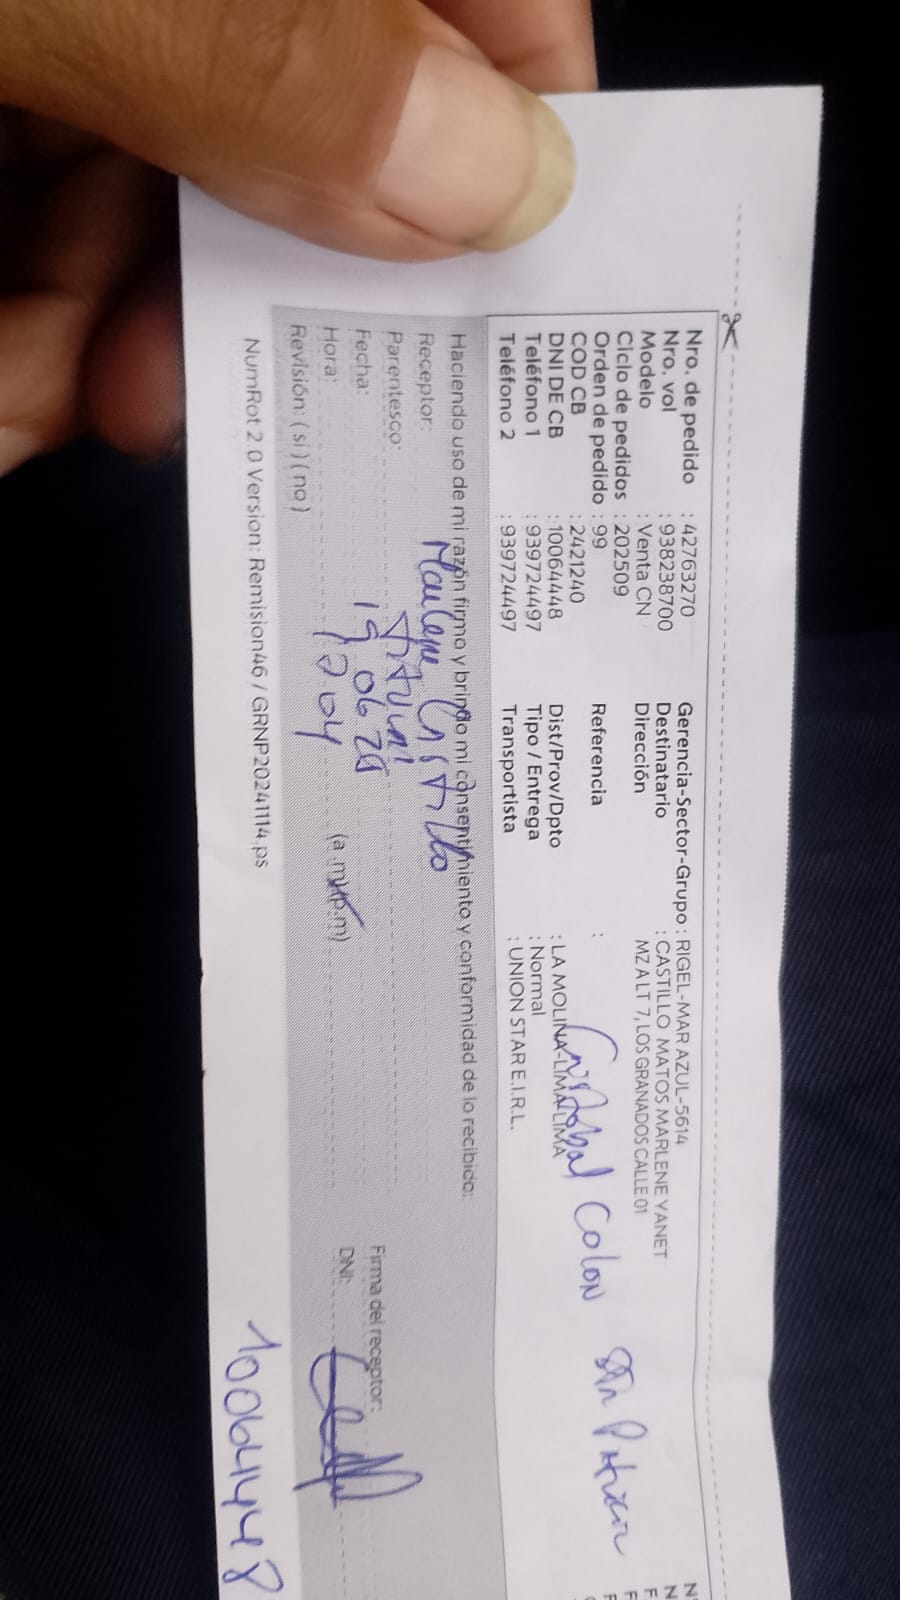 Nro. de pedido : 42763270
Nro. vol : 938238700
Modelo : Venta CN
Ciclo de pedidos : 202509
Orden de pedido : 99
COD CB : 2421240
DNI DE CB : 10064448
Teléfono 1 : 939724497
Teléfono 2 : 939724497
Gerencia-Sector-Grupo : RIGEL-MAR AZUL-5614
Destinatario : CASTILLO MATOS MARLENE YANET
Dirección MZ A LT 7, LOS GRANADOS CALLE 01
Referencia :
Cristobal Colon
Dist/Prov/Dpto : LA MOLINA-LIMA-LIMA
Tipo / Entrega : Normal
Transportista : UNION STAR E.I.R.L.
Haciendo uso de mi razón firmo y brindo mi consentimiento y conformidad de lo recibido:
Receptor: Marlene Castillo
Parentesco:
Fecha: 19 06
Hora: (a.m/p.m)
Revisión: ( si ) ( no )
Firma del receptor:
DNI:
10064448
NumRot 2.0 Version: Remision46 / GRNP20241114.ps